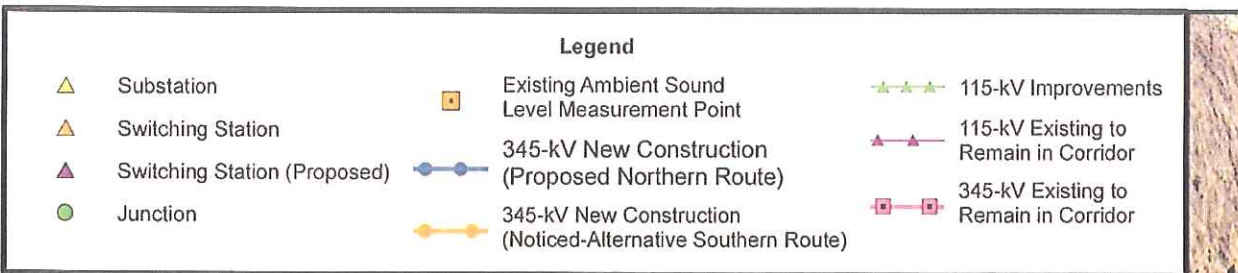 Legend
Substation
Switching Station
Switching Station (Proposed)
Junction
Existing Ambient Sound
Level Measurement Point
345-kV New Construction
(Proposed Northern Route)
345-kV New Construction
(Noticed-Alternative Southern Route)
115-kV Improvements
115-kV Existing to
Remain in Corridor
345-kV Existing to
Remain in Corridor